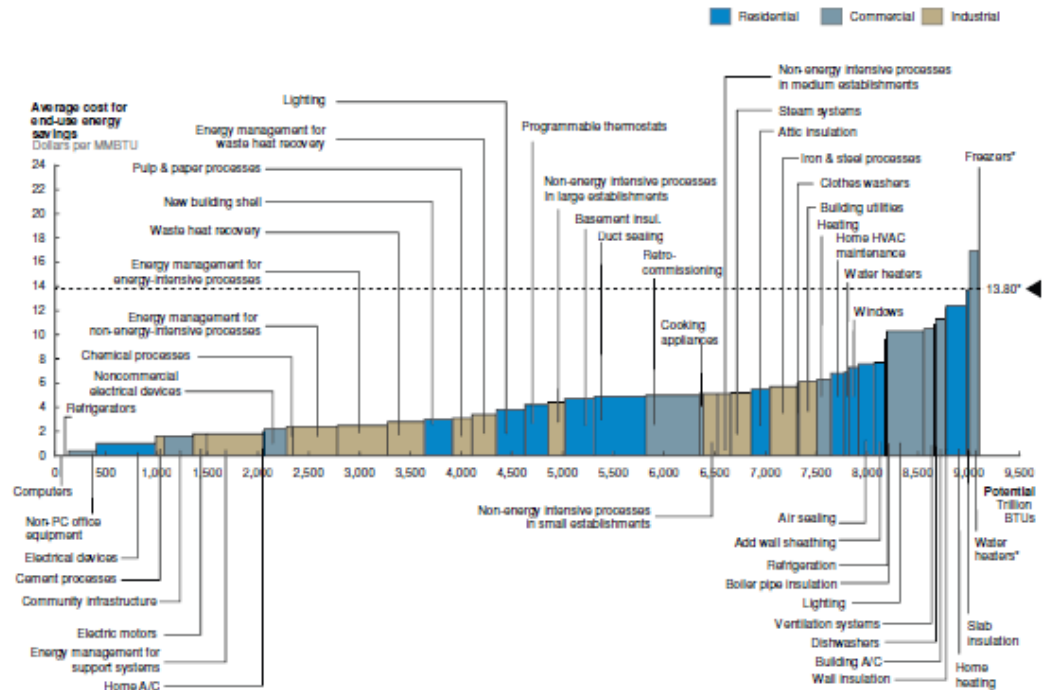 Residential
Commercial
Industrial
Average cost for
end-use energy
savings
Dollars per MMBTU
24
22
20
18
16
14
12
10
8
6
4
2
0
Lighting
Energy management for
waste heat recovery
Pulp & paper processes
New building shell
Waste heat recovery
Energy management for
energy-intensive processes
Energy management for
non-energy-intensive processes
Chemical processes
Noncommercial
electrical devices
Refrigerators
Programmable thermostats
Non-energy intensive processes
in large establishments
Basement insul.
Duct sealing
Retro-
commissioning
Cooking
appliances
Non-energy intensive processes
in medium establishments
Steam systems
Attic insulation
Iron & steel processes
Clothes washers
Building utilities
Heating
Home HVAC
maintenance
Water heaters
Windows
Freezers*
13.80*
0
500
1,000
1,500
2,000
2,500
3,000
3,500
4,000
4,500
5,000
5,500
6,000
6,500
7,000
7,500
8,000
8,500
9,000
9,500
Potential
Trillion
BTUs
Computers
Non-PC office
equipment
Electrical devices
Cement processes
Community infrastructure
Electric motors
Energy management for
support systems
Home A/C
Non-energy intensive processes
in small establishments
Air sealing
Add wall sheathing
Refrigeration
Boiler pipe insulation
Lighting
Ventilation systems
Dishwashers
Building A/C
Wall insulation
Water
heaters*
Slab
insulation
Home
heating